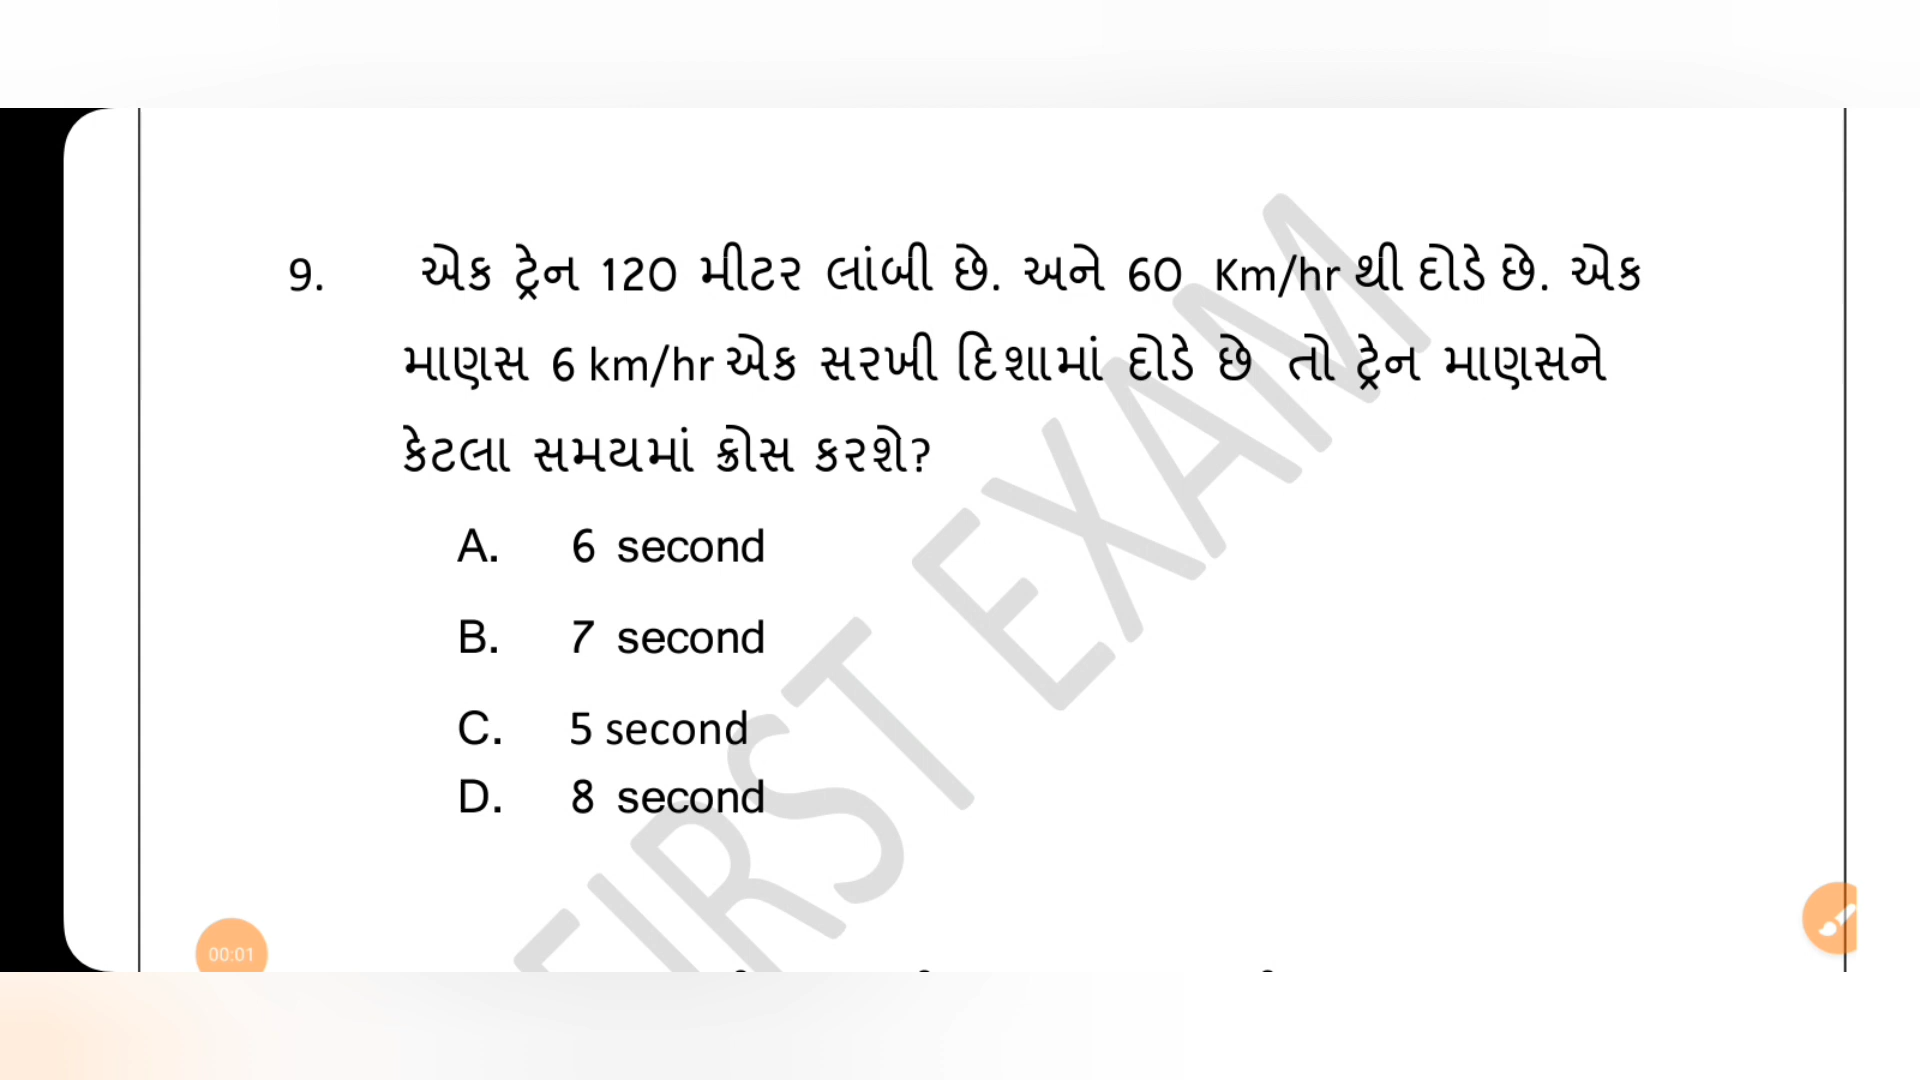 9. એક ટ્રેન 120 મીટર લાંબી છે. અને 60 Km/hr થી દોડે છે. એક
માણસ 6 km/hr એક સરખી દિશામાં દોડે છે તો ટ્રેન માણસને
કેટલા સમયમાં ક્રોસ કરશે?
A. 6 second
B. 7 second
C. 5 second
D. 8 second
FIRST EXAM
00:01